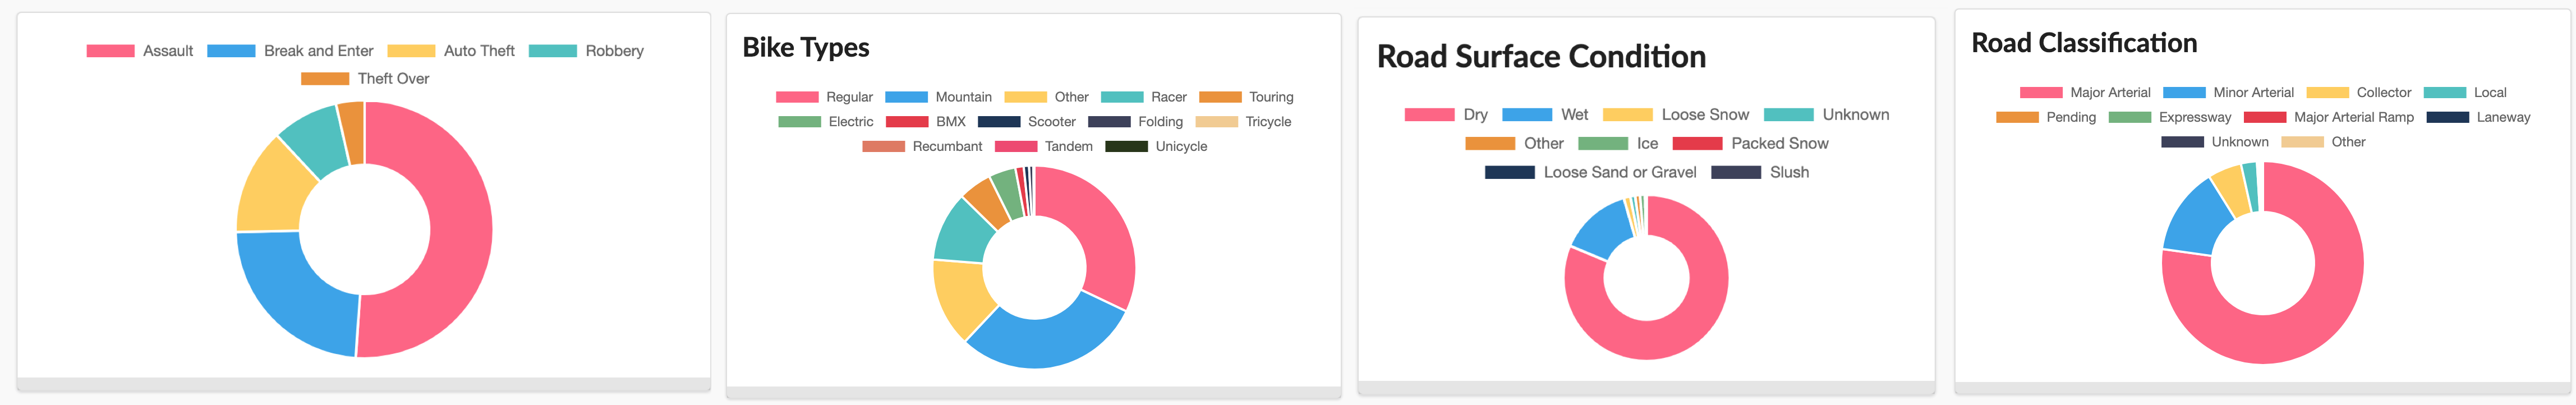 Assault Break and Enter Auto Theft Robbery
Theft Over
Bike Types
Regular Mountain Other Racer Touring
Electric BMX Scooter Folding Tricycle
Recumbant Tandem Unicycle
Road Surface Condition
Dry Wet Loose Snow Unknown
Other Ice Packed Snow
Loose Sand or Gravel Slush
Road Classification
Major Arterial Minor Arterial Collector Local
Pending Expressway Major Arterial Ramp Laneway
Unknown Other